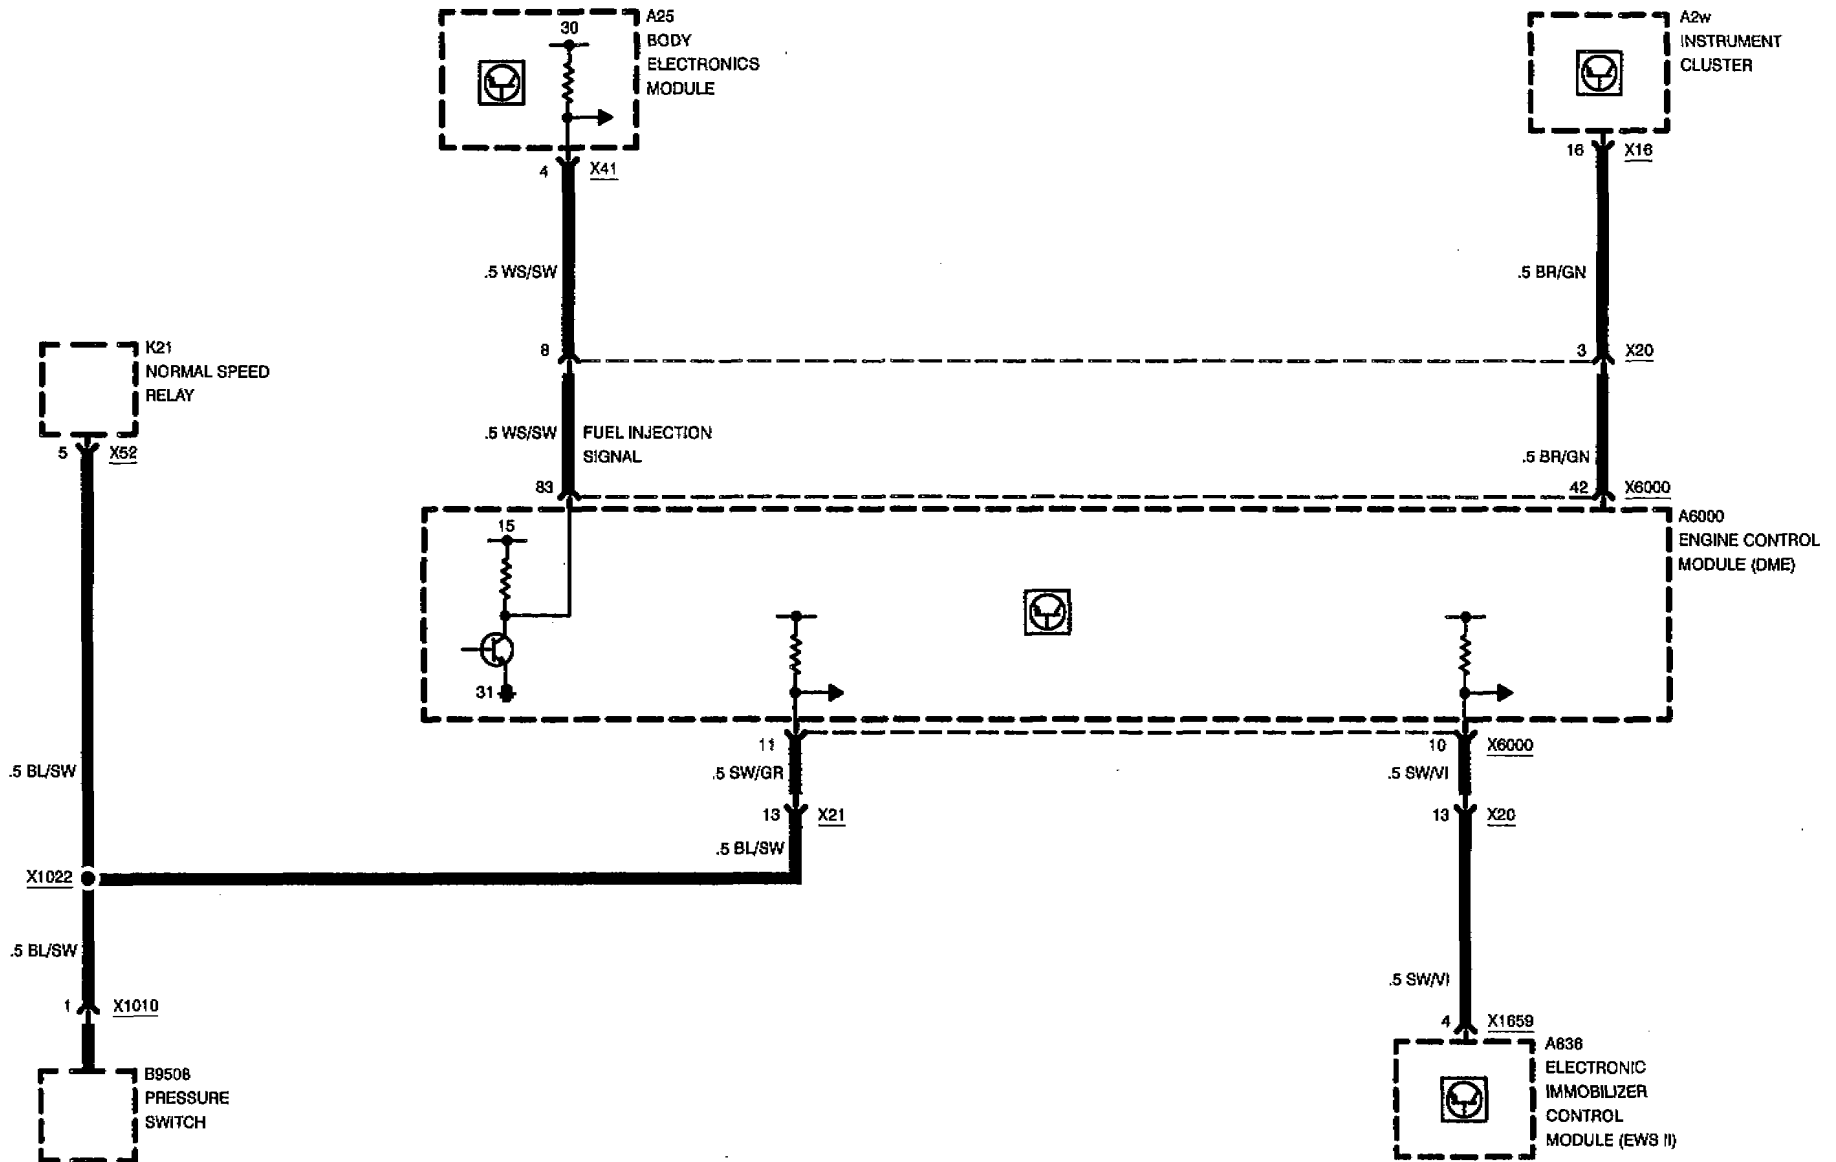 A25
BODY
ELECTRONICS
MODULE
30
4 X41
.5 WS/SW
8
.5 WS/SW
FUEL INJECTION
SIGNAL
83
A2w
INSTRUMENT
CLUSTER
16 X16
.5 BR/GN
3 X20
.5 BR/GN
42 X6000
K21
NORMAL SPEED
RELAY
5 X52
.5 BL/SW
X1022
.5 BL/SW
1 X1010
B9508
PRESSURE
SWITCH
A6000
ENGINE CONTROL
MODULE (DME)
15
31
11
.5 SW/GR
13 X21
.5 BL/SW
10 X6000
.5 SW/VI
13 X20
.5 SW/VI
4 X1659
A836
ELECTRONIC
IMMOBILIZER
CONTROL
MODULE (EWS II)